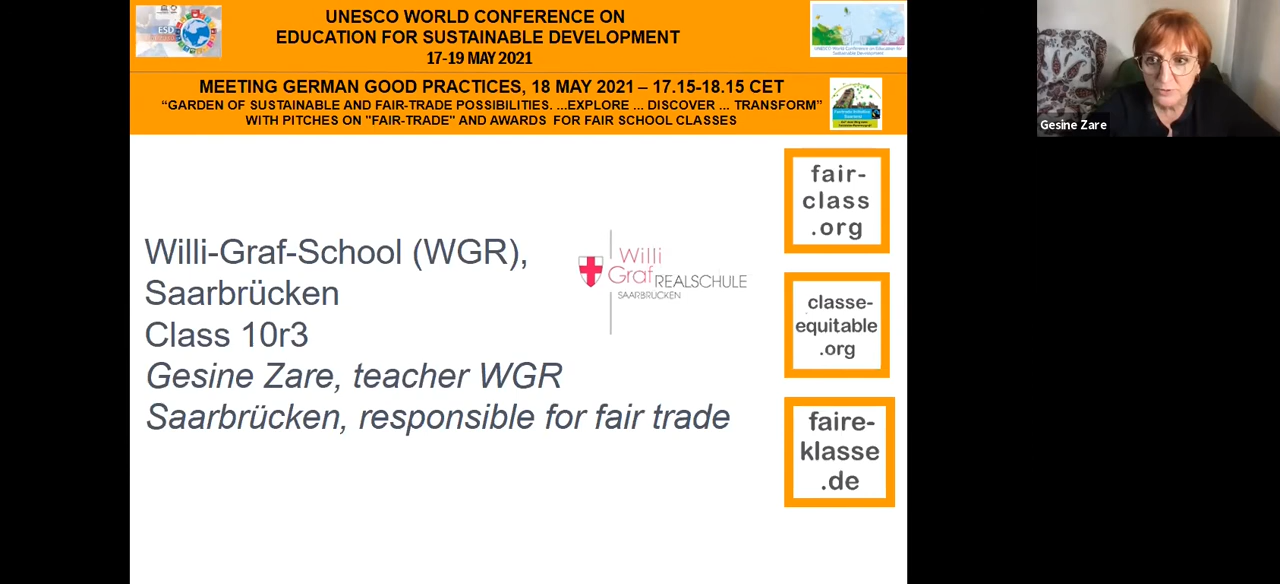 UNESCO WORLD CONFERENCE ON
EDUCATION FOR SUSTAINABLE DEVELOPMENT
17-19 MAY 2021
ESD
MEETING GERMAN GOOD PRACTICES, 18 MAY 2021 – 17.15-18.15 CET
“GARDEN OF SUSTAINABLE AND FAIR-TRADE POSSIBILITIES. ...EXPLORE ... DISCOVER ... TRANSFORM”
WITH PITCHES ON "FAIR-TRADE" AND AWARDS FOR FAIR SCHOOL CLASSES
Gesine Zare
Willi-Graf-School (WGR),
Saarbrücken
Class 10r3
Gesine Zare, teacher WGR
Saarbrücken, responsible for fair trade
Willi
Graf REALSCHULE
SAARBRÜCKEN
fair-
class
.org
classe-
equitable
.org
faire-
klasse
.de